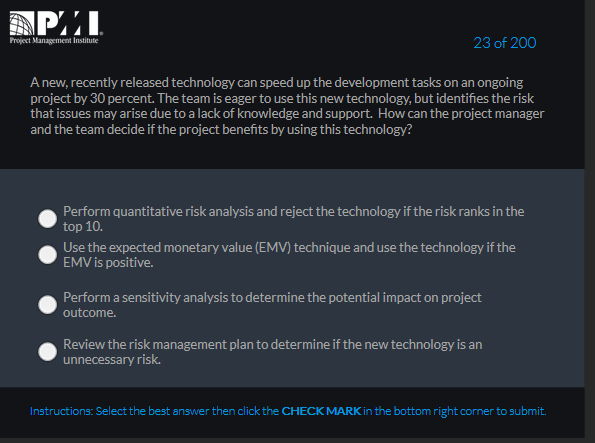 PMI
Project Management Institute
23 of 200
A new, recently released technology can speed up the development tasks on an ongoing
project by 30 percent. The team is eager to use this new technology, but identifies the risk
that issues may arise due to a lack of knowledge and support. How can the project manager
and the team decide if the project benefits by using this technology?
Perform quantitative risk analysis and reject the technology if the risk ranks in the
top 10.
Use the expected monetary value (EMV) technique and use the technology if the
EMV is positive.
Perform a sensitivity analysis to determine the potential impact on project
outcome.
Review the risk management plan to determine if the new technology is an
unnecessary risk.
Instructions: Select the best answer then click the CHECK MARK in the bottom right corner to submit.